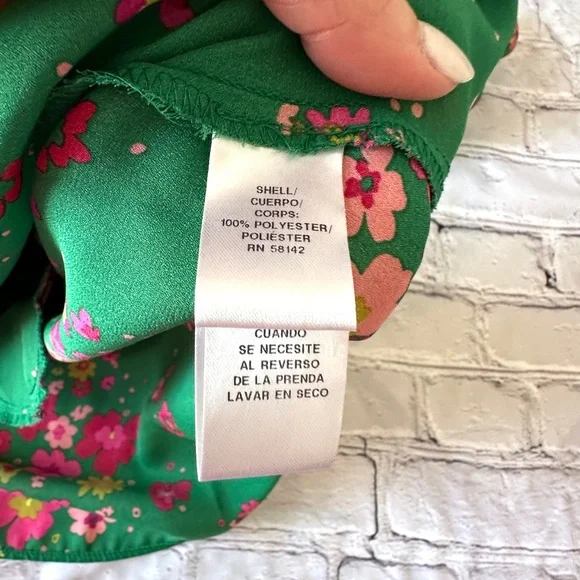 SHELL/
CUERPO/
CORPS:
100% POLYESTER/
POLIÉSTER
RN 58142
CUANDO
SE NECESITE
AL REVERSO
DE LA PRENDA
LAVAR EN SECO